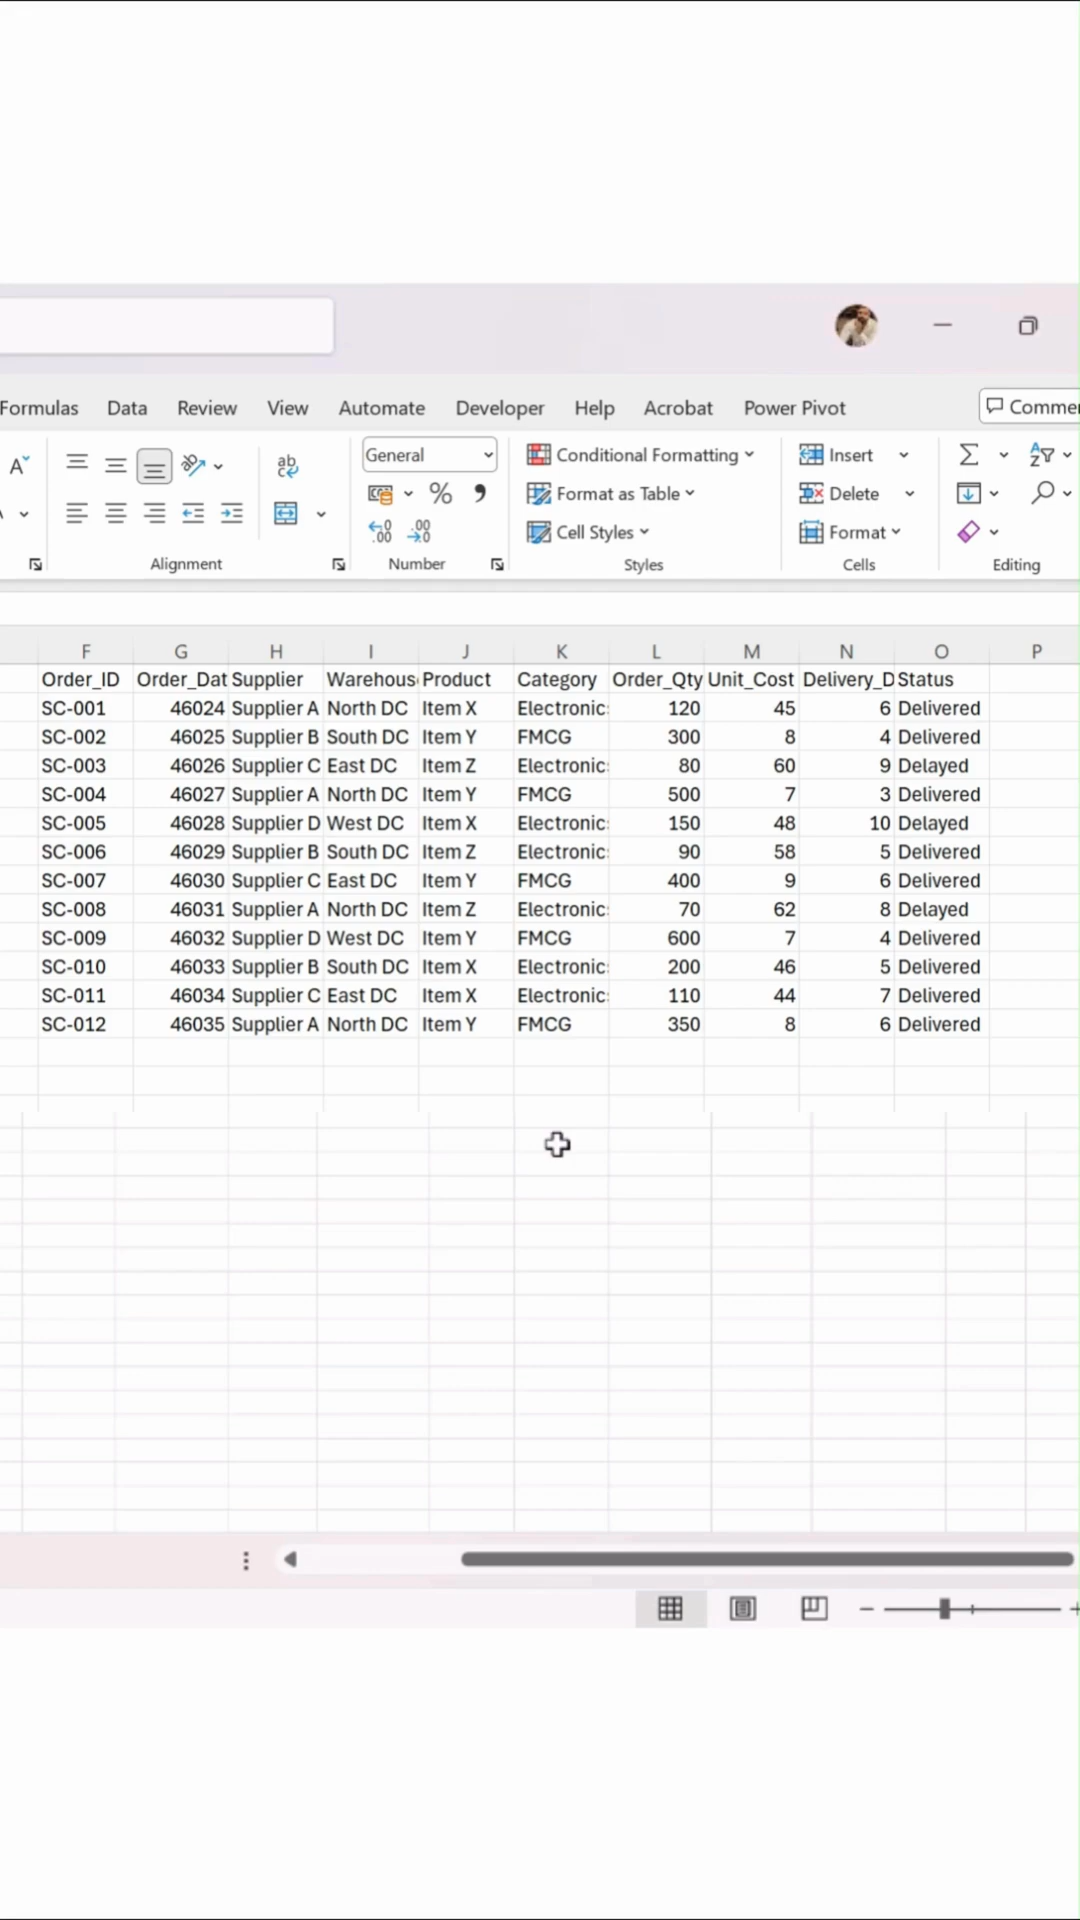 Formulas Data Review View Automate Developer Help Acrobat Power Pivot Commen
General Conditional Formatting Insert
Format as Table Delete
Cell Styles Format
Alignment Number Styles Cells Editing
F G H I J K L M N O P
Order_ID Order_Dat Supplier Warehouse Product Category Order_Qty Unit_Cost Delivery_D Status
SC-001 46024 Supplier A North DC Item X Electronic 120 45 6 Delivered
SC-002 46025 Supplier B South DC Item Y FMCG 300 8 4 Delivered
SC-003 46026 Supplier C East DC Item Z Electronic 80 60 9 Delayed
SC-004 46027 Supplier A North DC Item Y FMCG 500 7 3 Delivered
SC-005 46028 Supplier D West DC Item X Electronic 150 48 10 Delayed
SC-006 46029 Supplier B South DC Item Z Electronic 90 58 5 Delivered
SC-007 46030 Supplier C East DC Item Y FMCG 400 9 6 Delivered
SC-008 46031 Supplier A North DC Item Z Electronic 70 62 8 Delayed
SC-009 46032 Supplier D West DC Item Y FMCG 600 7 4 Delivered
SC-010 46033 Supplier B South DC Item X Electronic 200 46 5 Delivered
SC-011 46034 Supplier C East DC Item X Electronic 110 44 7 Delivered
SC-012 46035 Supplier A North DC Item Y FMCG 350 8 6 Delivered